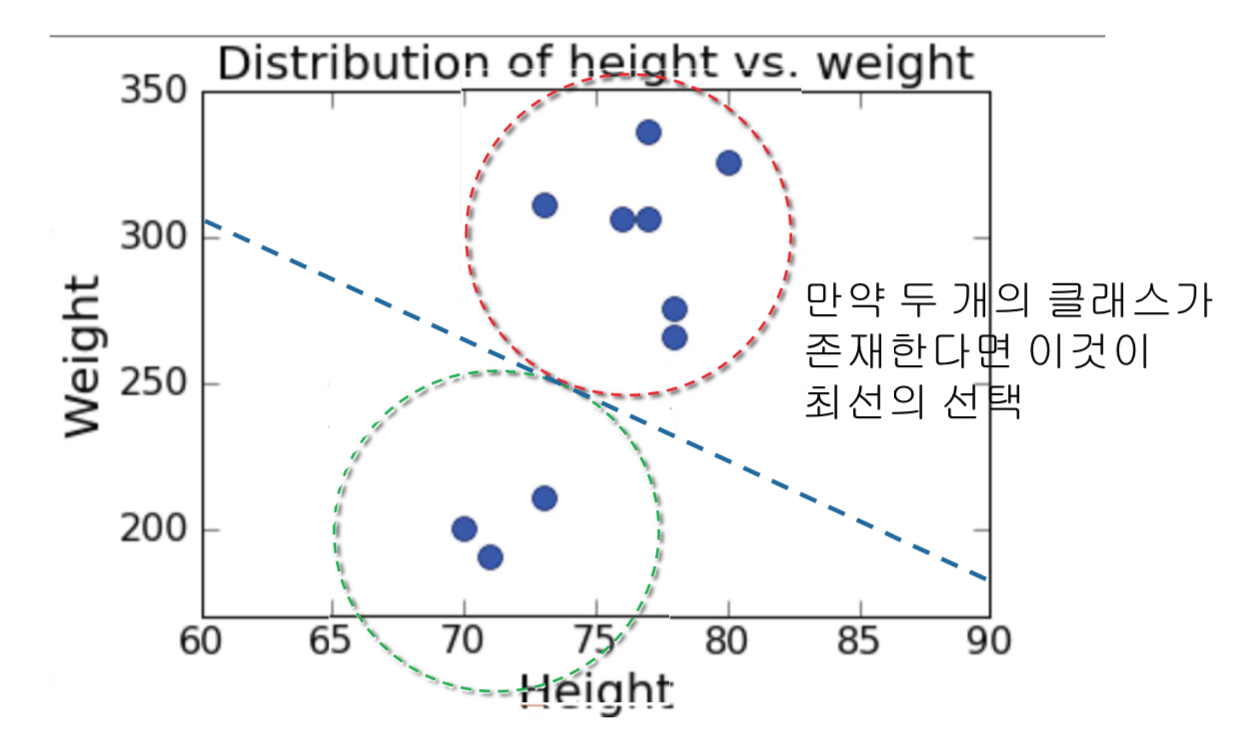 Distribution of height vs. weight
350
300
250
200
Weight
만약 두 개의 클래스가
존재한다면 이것이
최선의 선택
60 65 70 75 80 85 90
Height